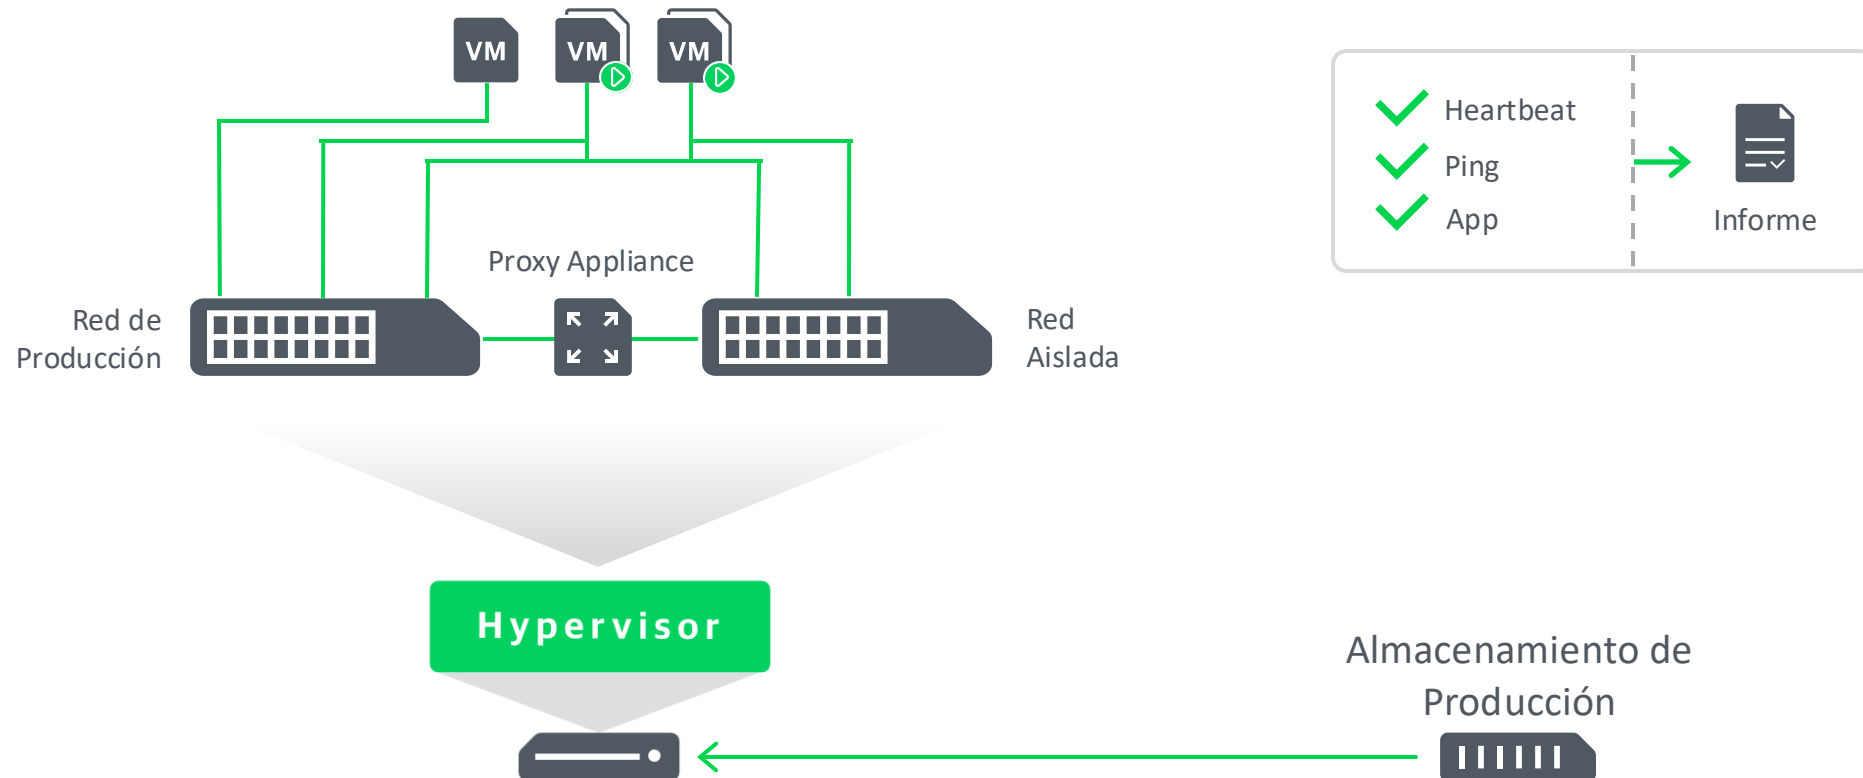 VM
VM
VM
Heartbeat
Ping
App
Informe
Proxy Appliance
Red de
Producción
Red
Aislada
Hypervisor
Almacenamiento de
Producción